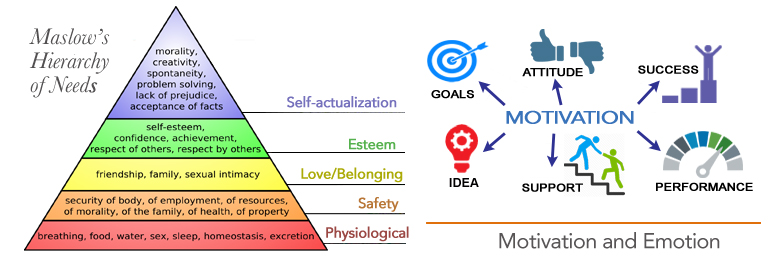 Maslow's
Hierarchy
of Needs
morality,
creativity,
spontaneity,
problem solving,
lack of prejudice,
acceptance of facts
Self-actualization
self-esteem,
confidence, achievement,
respect of others, respect by others
Esteem
friendship, family, sexual intimacy
Love/Belonging
security of body, of employment, of resources,
of morality, of the family, of health, of property
Safety
breathing, food, water, sex, sleep, homeostasis, excretion
Physiological
GOALS
ATTITUDE
SUCCESS
MOTIVATION
IDEA
SUPPORT
PERFORMANCE
Motivation and Emotion